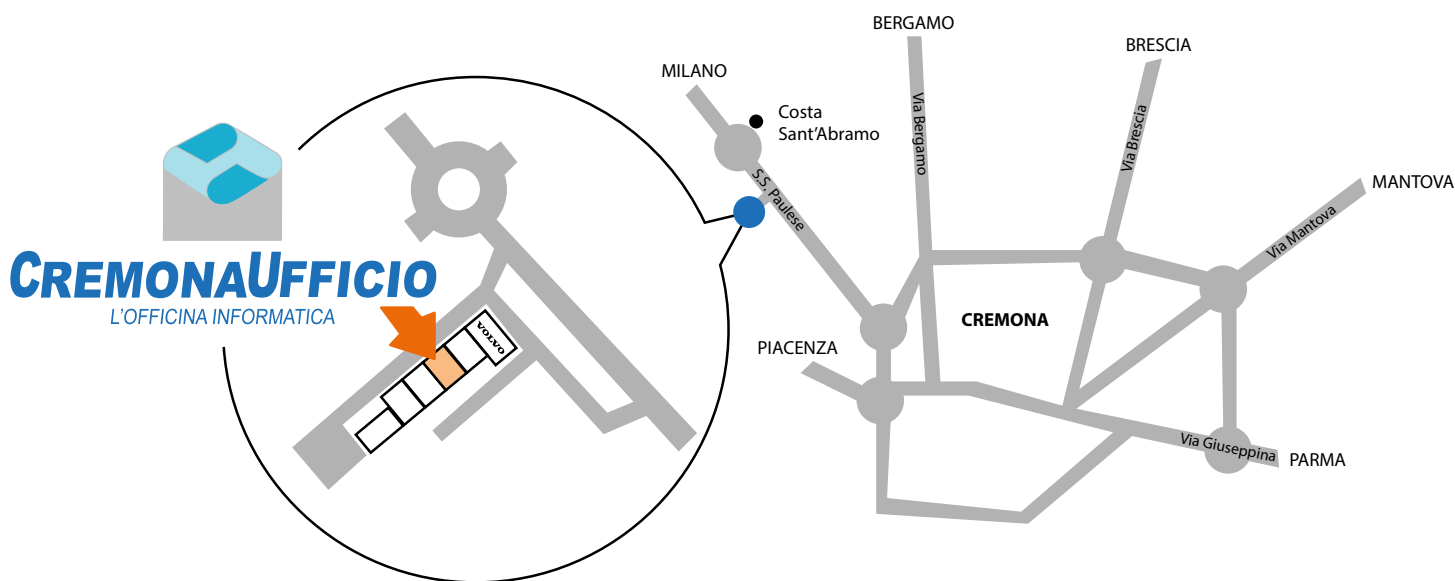 BERGAMO
BRESCIA
MILANO
Costa
Sant'Abramo
Via Bergamo
Via Brescia
MANTOVA
S.S. Paulese
Via Mantova
CREMONAUFFICIO
L'OFFICINA INFORMATICA
VOLVO
CREMONA
PIACENZA
Via Giuseppina
PARMA